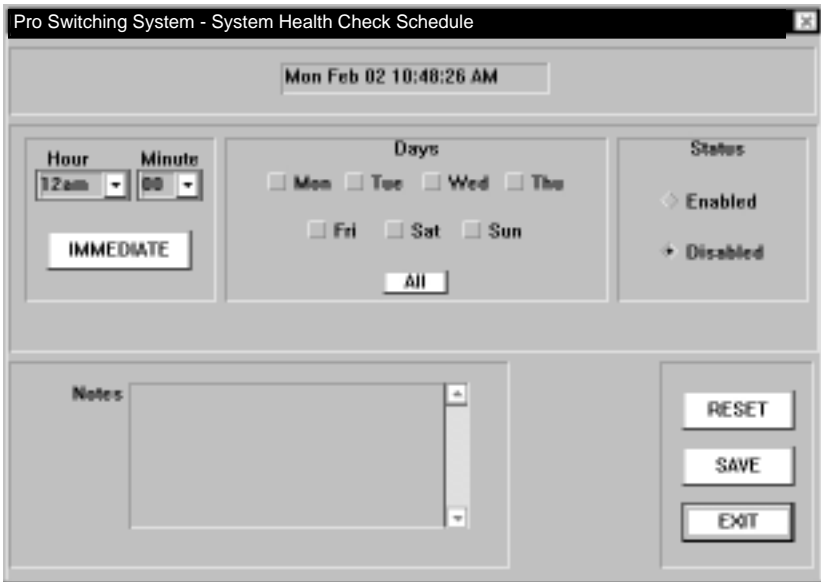 Pro Switching System - System Health Check Schedule
Mon Feb 02 10:48:26 AM
Hour Minute
12am 00
IMMEDIATE
Days
Mon Tue Wed Thu
Fri Sat Sun
All
Status
Enabled
Disabled
Notes
RESET
SAVE
EXIT